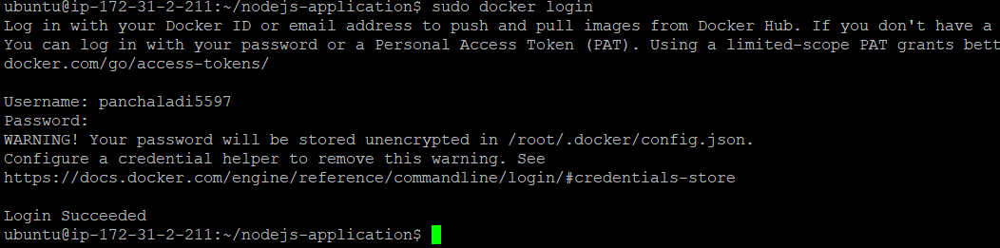 ubuntu@ip-172-31-2-211:~/nodejs-application$ sudo docker login
Log in with your Docker ID or email address to push and pull images from Docker Hub. If you don't have a
You can log in with your password or a Personal Access Token (PAT). Using a limited-scope PAT grants bett
docker.com/go/access-tokens/

Username: panchaladi5597
Password:
WARNING! Your password will be stored unencrypted in /root/.docker/config.json.
Configure a credential helper to remove this warning. See
https://docs.docker.com/engine/reference/commandline/login/#credentials-store

Login Succeeded
ubuntu@ip-172-31-2-211:~/nodejs-application$